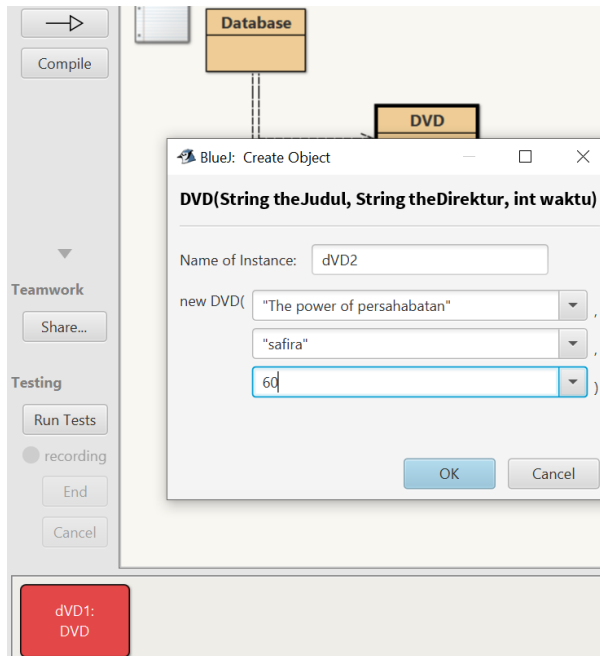 Compile
Teamwork
Share...
Testing
Run Tests
recording
End
Cancel
Database
DVD
BlueJ: Create Object
DVD(String theJudul, String theDirektur, int waktu)
Name of Instance: dVD2
new DVD( "The power of persahabatan" ,
"safira" ,
60 )
OK Cancel
dVD1:
DVD